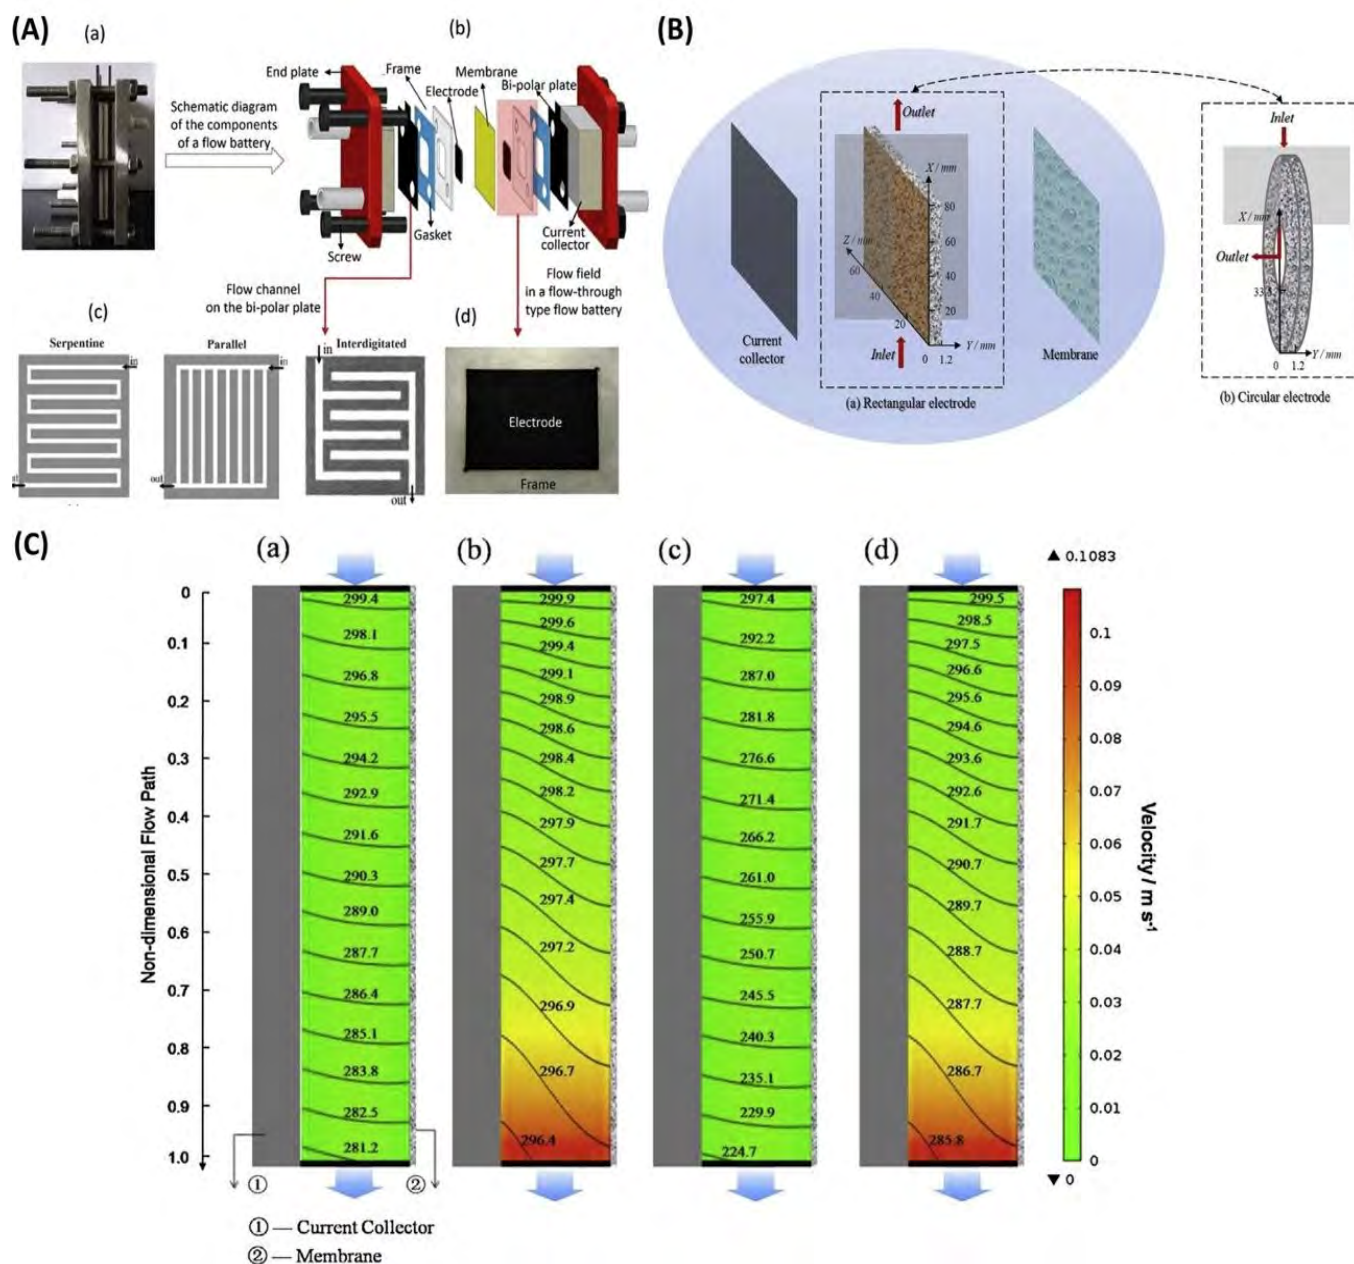 (A)
(a)
(b)
Schematic diagram
of the components
of a flow battery
End plate
Frame
Electrode
Membrane
Bi-polar plate
Gasket
Screw
Current
collector
Flow channel
on the bi-polar plate
Flow field
in a flow-through
type flow battery
(c)
Serpentine
in
Parallel
in
out
Interdigitated
in
out
(d)
Electrode
Frame
(B)
Outlet
X / mm
80
60
40
20
Z / mm
60
40
20
0 1.2
Y / mm
Inlet
Current
collector
Membrane
(a) Rectangular electrode
Inlet
X / mm
Outlet
0 1.2
Y / mm
(b) Circular electrode
(C)
(a)
(b)
(c)
(d)
Non-dimensional Flow Path
0
0.1
0.2
0.3
0.4
0.5
0.6
0.7
0.8
0.9
1.0
299.4
298.1
296.8
295.5
294.2
292.9
291.6
290.3
289.0
287.7
286.4
285.1
283.8
282.5
281.2
299.9
299.6
299.4
299.1
298.9
298.6
298.4
298.2
297.9
297.7
297.4
297.2
296.9
296.7
296.4
297.4
292.2
287.0
281.8
276.6
271.4
266.2
261.0
255.9
250.7
245.5
240.3
235.1
229.9
224.7
299.5
298.5
297.5
296.6
295.6
294.6
293.6
292.6
291.7
290.7
289.7
288.7
287.7
286.7
285.8
▲ 0.1083
0.1
0.09
0.08
0.07
0.06
0.05
0.04
0.03
0.02
0.01
0
▼ 0
Velocity / m s⁻¹
① ②
① — Current Collector
② — Membrane